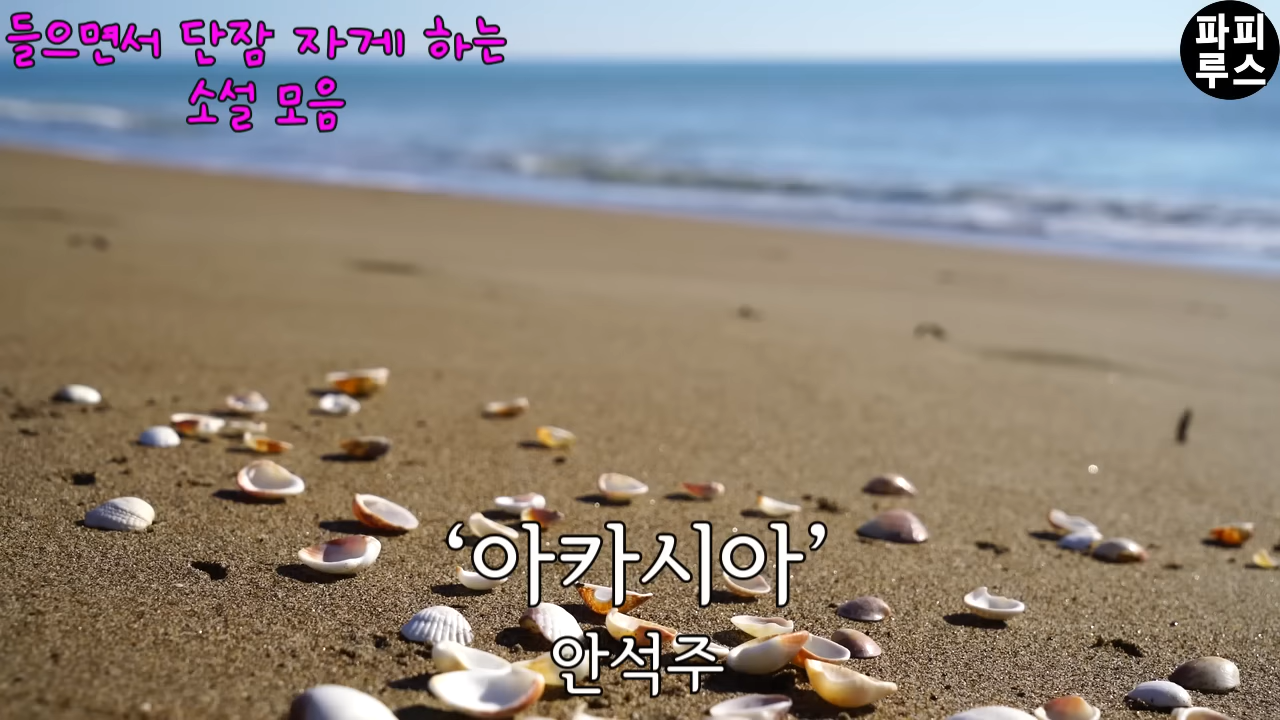 들으면서 단잠 자게 하는
소설 모음
파피
루스
‘아카시아’
안석주